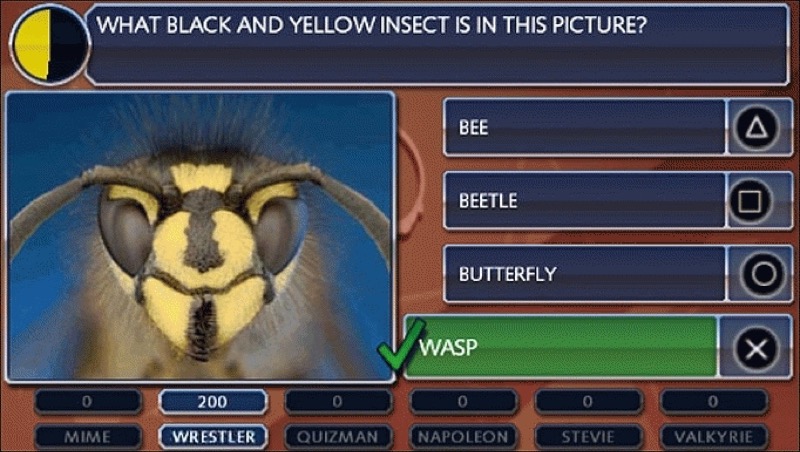 WHAT BLACK AND YELLOW INSECT IS IN THIS PICTURE?
BEE
BEETLE
BUTTERFLY
WASP
0 200 0 0 0 0
MIME WRESTLER QUIZMAN NAPOLEON STEVIE VALKYRIE